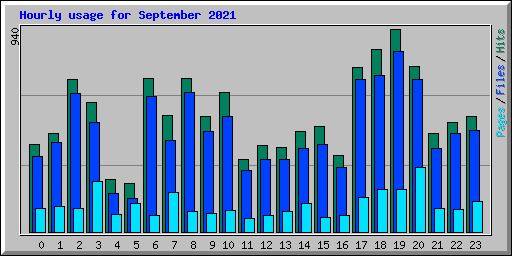 Hourly usage for September 2021
940
Pages/Files/Hits
0 1 2 3 4 5 6 7 8 9 10 11 12 13 14 15 16 17 18 19 20 21 22 23